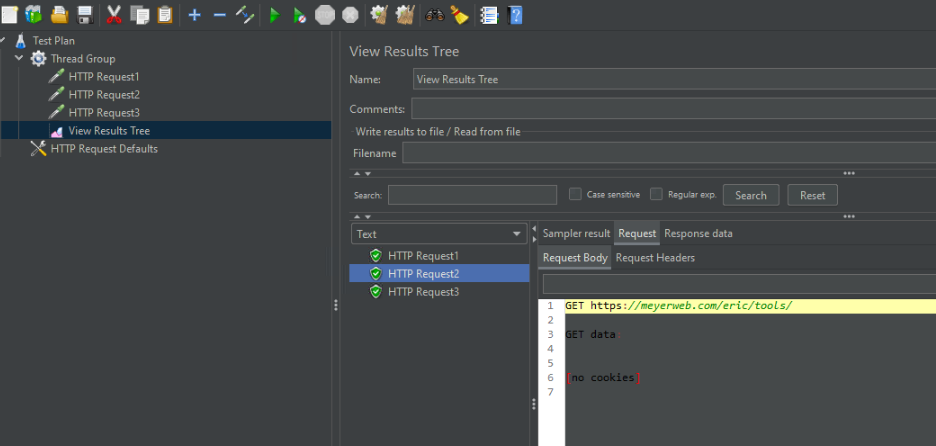 Test Plan
Thread Group
HTTP Request1
HTTP Request2
HTTP Request3
View Results Tree
HTTP Request Defaults
View Results Tree
Name: View Results Tree
Comments:
Write results to file / Read from file
Filename
Search: Case sensitive Regular exp. Search Reset
Text
HTTP Request1
HTTP Request2
HTTP Request3
Sampler result Request Response data
Request Body Request Headers
1 GET https://meyerweb.com/eric/tools/
2
3 GET data:
4
5
6 [no cookies]
7